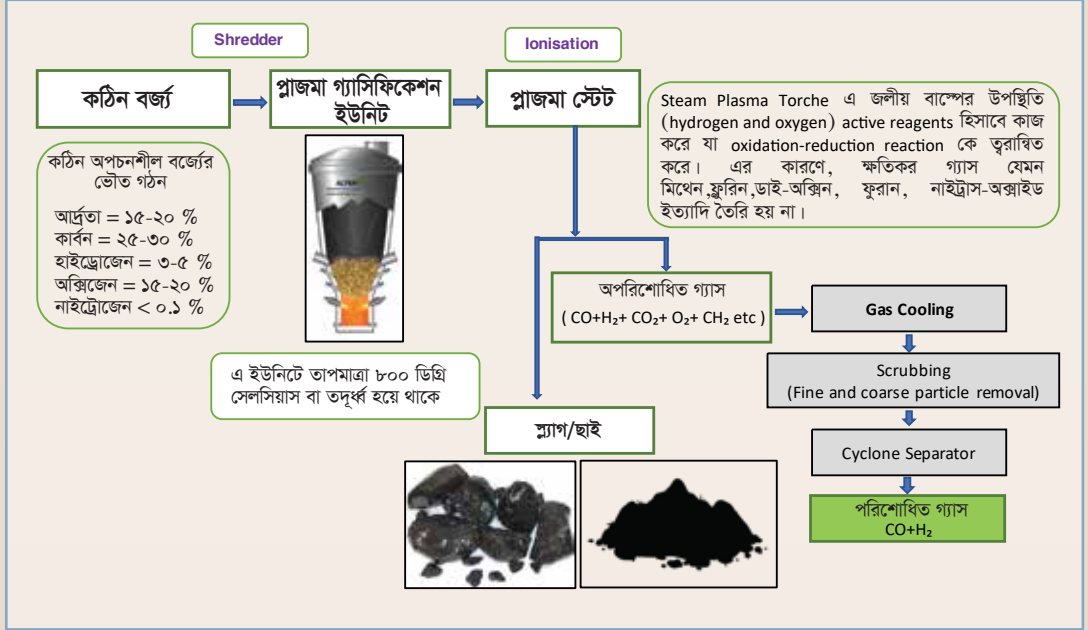 Shredder
Ionisation
কঠিন বর্জ্য
প্লাজমা গ্যাসিফিকেশন
ইউনিট
প্লাজমা স্টেট
Steam Plasma Torche এ জলীয় বাষ্পের উপস্থিতি
(hydrogen and oxygen) active reagents হিসাবে কাজ
করে যা oxidation-reduction reaction কে ত্বরান্বিত
করে। এর কারণে, ক্ষতিকর গ্যাস যেমন
মিথেন,ফ্লুরিন,ডাই-অক্সিন, ফুরান, নাইট্রাস-অক্সাইড
ইত্যাদি তৈরি হয় না।
কঠিন অপচনশীল বর্জ্যের
ভৌত গঠন
আর্দ্রতা = ১৫-২০ %
কার্বন = ২৫-৩০ %
হাইড্রোজেন = ৩-৫ %
অক্সিজেন = ১৫-২০ %
নাইট্রোজেন < ০.১ %
অপরিশোধিত গ্যাস
( CO+H₂+ CO₂+ O₂+ CH₂ etc )
Gas Cooling
Scrubbing
(Fine and coarse particle removal)
এ ইউনিটে তাপমাত্রা ৮০০ ডিগ্রি
সেলসিয়াস বা তদূর্ধ্ব হয়ে থাকে
স্ল্যাগ/ছাই
Cyclone Separator
পরিশোধিত গ্যাস
CO+H₂